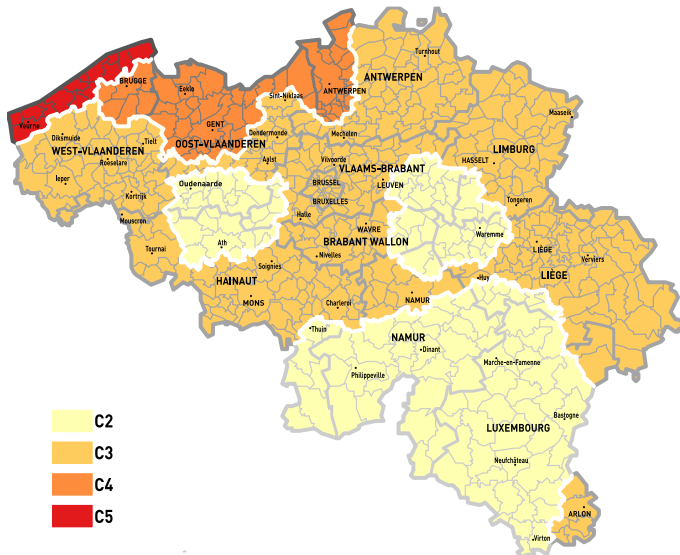 Turnhout
ANTWERPEN
BRUGGE
Eekle
ANTWERPEN
Sint-Niklaas
Maaseik
Veurne
GENT
Diksmuide
Tielt
OOST-VLAANDEREN
Dendermonde
Mechelen
WEST-VLAANDEREN
Roeselare
Aalst
Vilvoorde
VLAAMS-BRABANT
HASSELT
LIMBURG
Ieper
Oudenaarde
BRUSSEL
LEUVEN
Kortrijk
BRUXELLES
Tongeren
Mouscron
Halle
WAVRE
Waremme
Tournai
Ath
BRABANT WALLON
LIÈGE
Nivelles
Verviers
Soignies
LIÈGE
HAINAUT
Huy
MONS
Charleroi
NAMUR
Thuin
NAMUR
Dinant
Marche-en-Famenne
Philippeville
Bastogne
C2
LUXEMBOURG
C3
Neufchâteau
C4
C5
ARLON
Virton